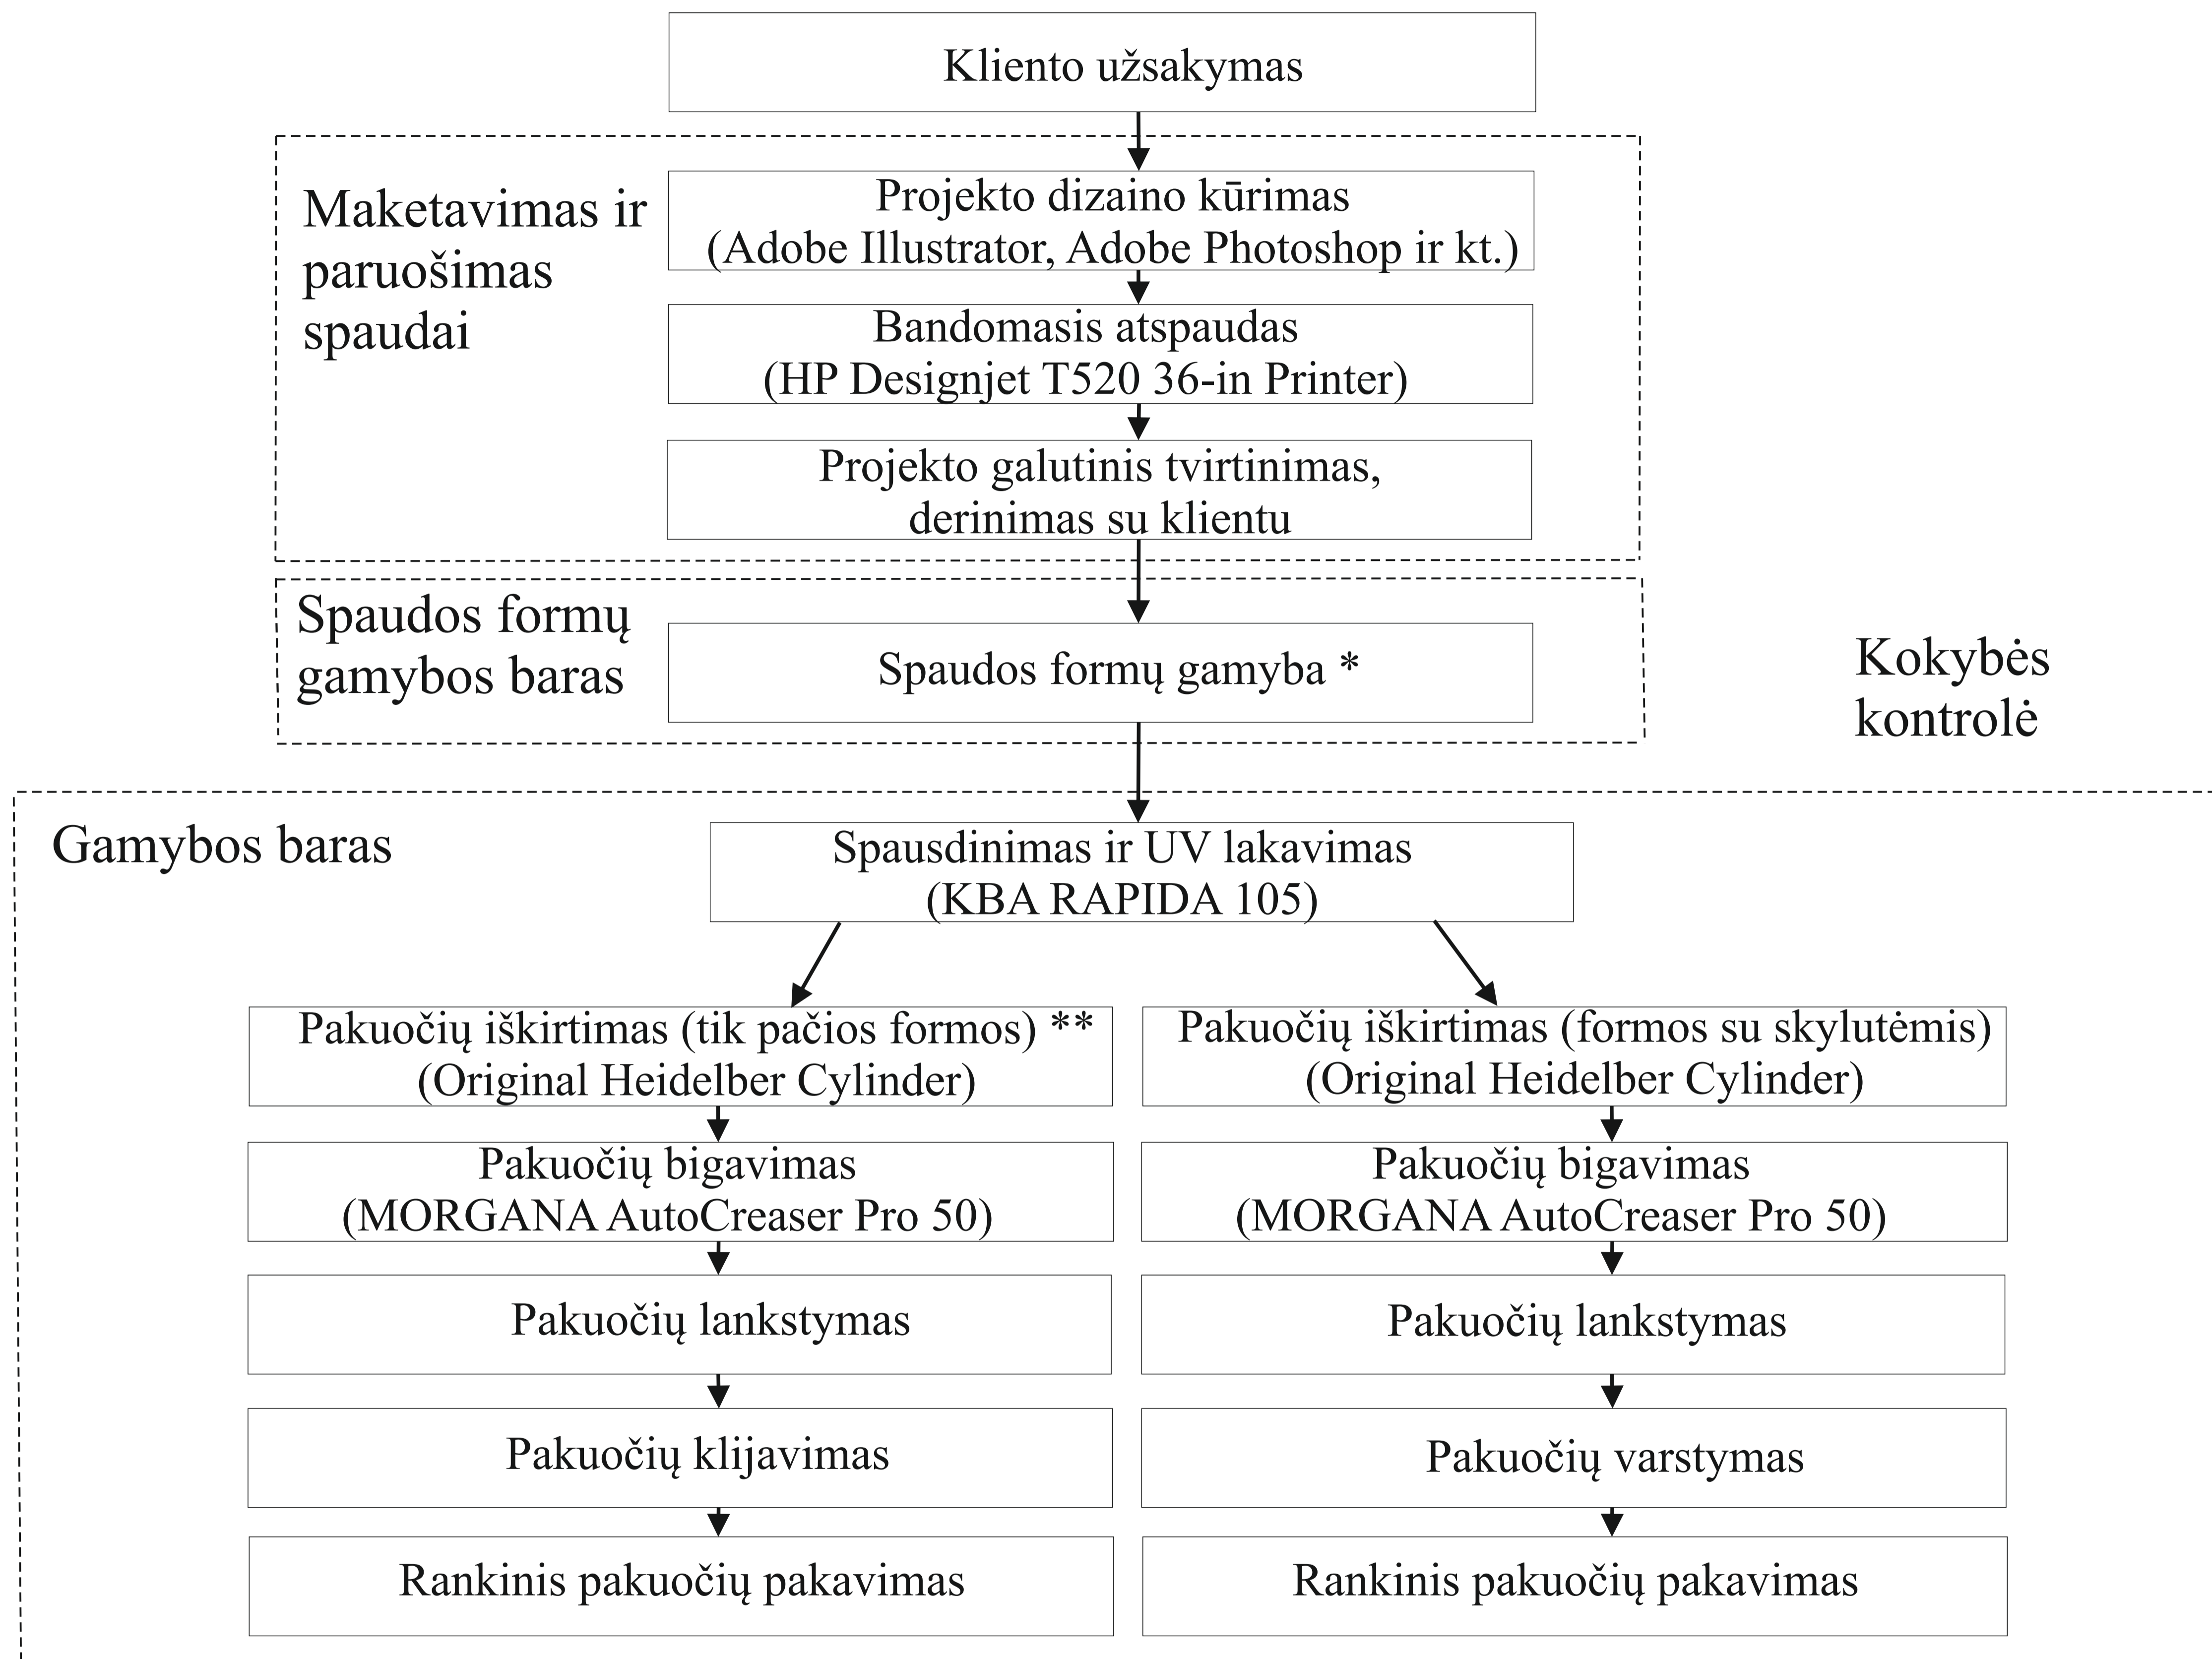 Kliento užsakymas
Maketavimas ir
paruošimas
spaudai
Projekto dizaino kūrimas
(Adobe Illustrator, Adobe Photoshop ir kt.)
Bandomasis atspaudas
(HP Designjet T520 36-in Printer)
Projekto galutinis tvirtinimas,
derinimas su klientu
Spaudos formų
gamybos baras
Spaudos formų gamyba *
Kokybės
kontrolė
Gamybos baras
Spausdinimas ir UV lakavimas
(KBA RAPIDA 105)
Pakuočių iškirtimas (tik pačios formos) **
(Original Heidelber Cylinder)
Pakuočių bigavimas
(MORGANA AutoCreaser Pro 50)
Pakuočių lankstymas
Pakuočių klijavimas
Rankinis pakuočių pakavimas
Pakuočių iškirtimas (formos su skylutėmis)
(Original Heidelber Cylinder)
Pakuočių bigavimas
(MORGANA AutoCreaser Pro 50)
Pakuočių lankstymas
Pakuočių varstymas
Rankinis pakuočių pakavimas